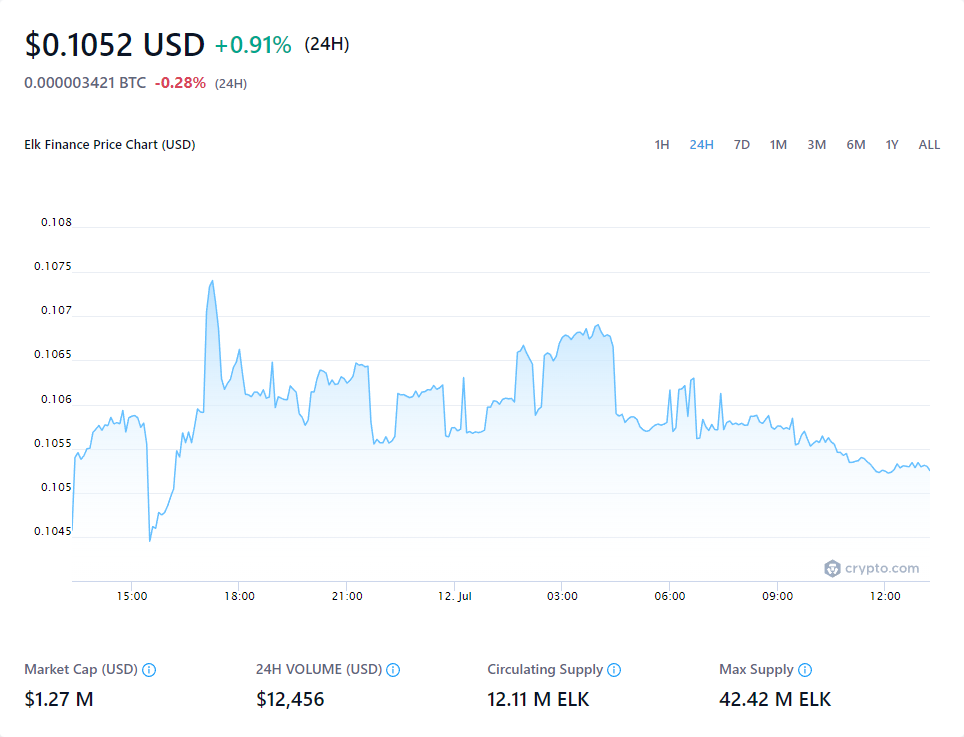 $0.1052 USD +0.91% (24H)
0.000003421 BTC -0.28% (24H)
Elk Finance Price Chart (USD) 1H 24H 7D 1M 3M 6M 1Y ALL
0.108
0.1075
0.107
0.1065
0.106
0.1055
0.105
0.1045
crypto.com
15:00 18:00 21:00 12. Jul 03:00 06:00 09:00 12:00
Market Cap (USD) 24H VOLUME (USD) Circulating Supply Max Supply
$1.27 M $12,456 12.11 M ELK 42.42 M ELK